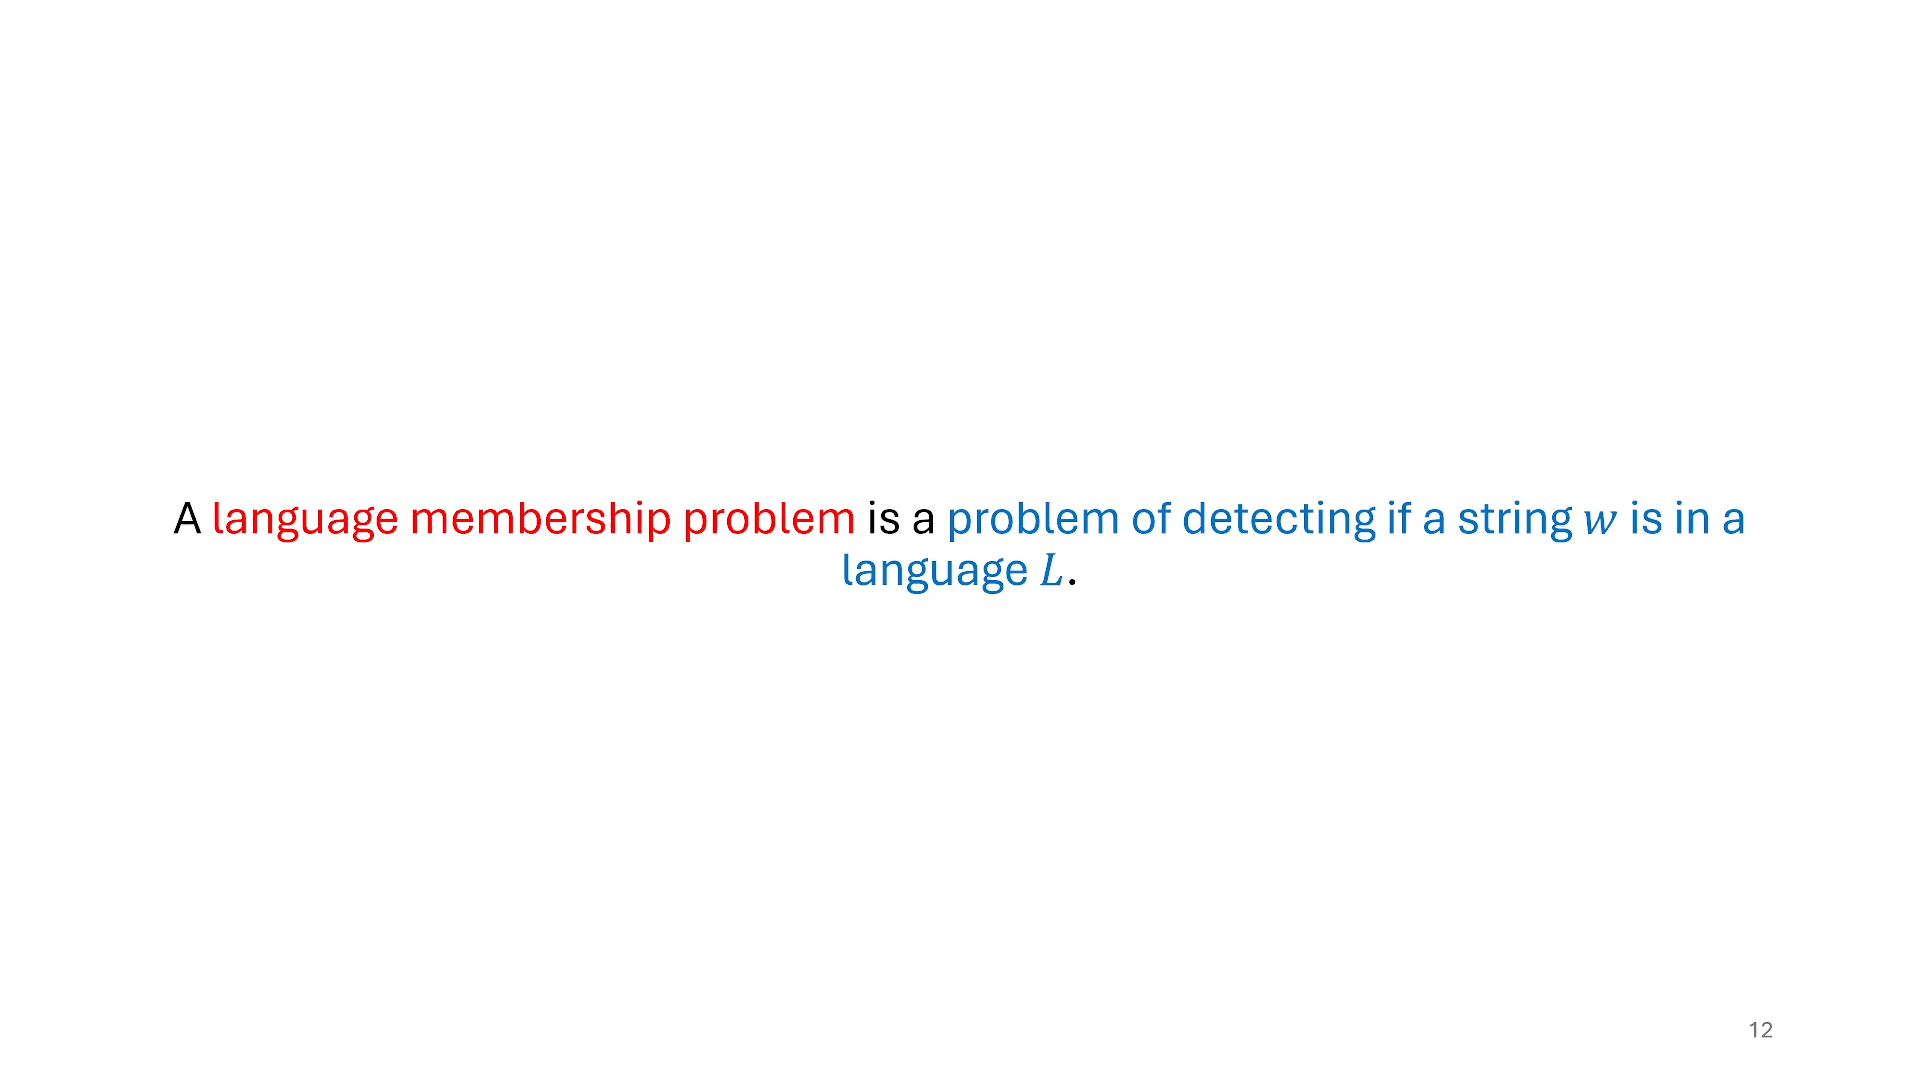 A language membership problem is a problem of detecting if a string w is in a
language L.
12